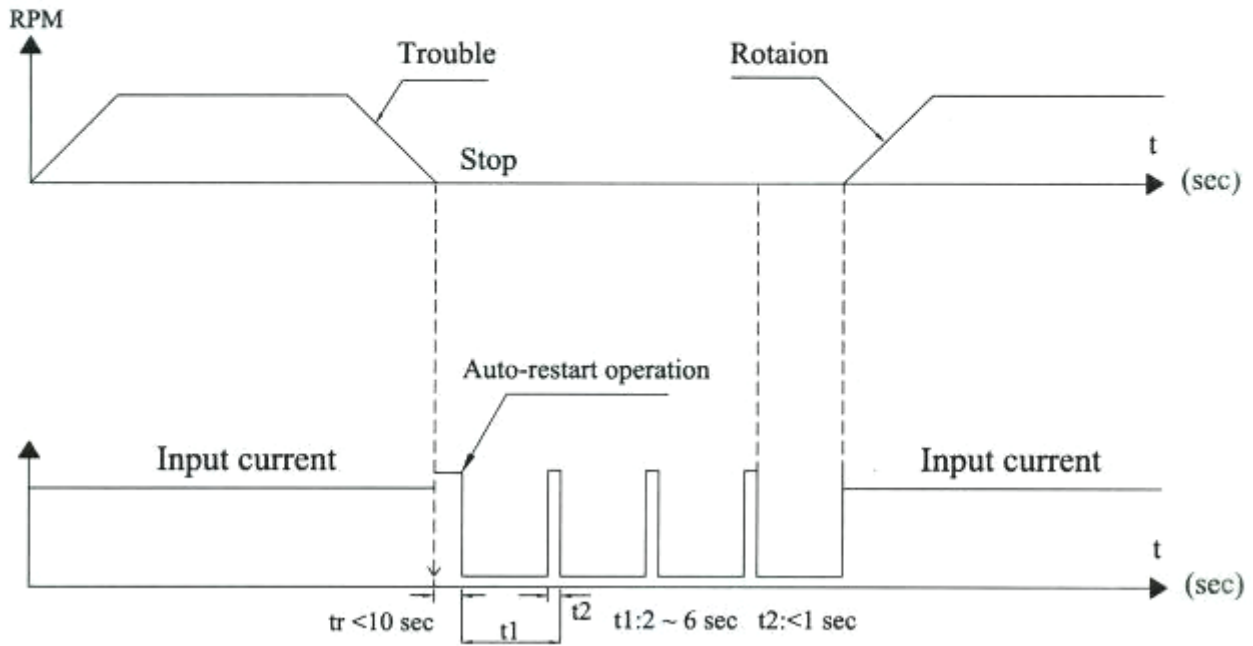 RPM
Trouble
Rotaion
Stop
t
(sec)
Auto-restart operation
Input current
Input current
t
(sec)
tr <10 sec
t1
t2
t1:2 ~ 6 sec
t2:<1 sec